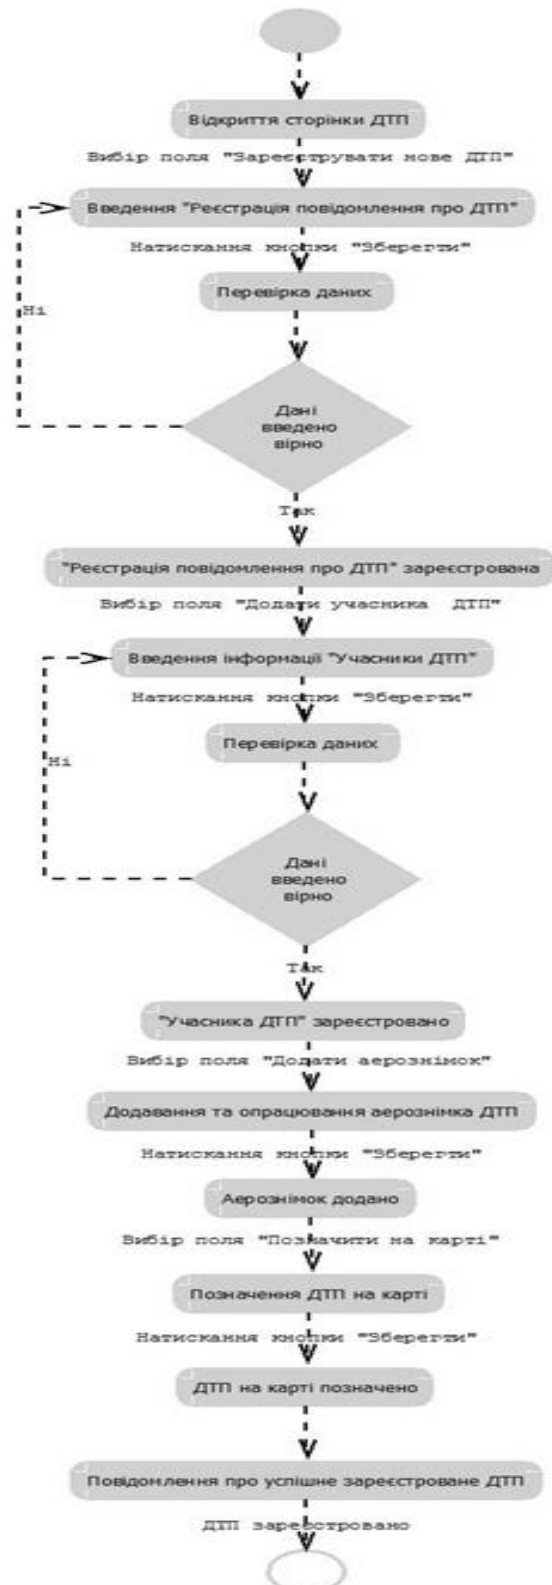 Відкриття сторінки ДТП
Вибір поля "Зареєструвати нове ДТП"
Введення "Реєстрація повідомлення про ДТП"
Натискання кнопки "Зберегти"
Перевірка даних
Ні
Дані
введено
вірно
Так
"Реєстрація повідомлення про ДТП" зареєстрована
Вибір поля "Додати учасника ДТП"
Введення інформації "Учасники ДТП"
Натискання кнопки "Зберегти"
Перевірка даних
Ні
Дані
введено
вірно
Так
"Учасника ДТП" зареєстровано
Вибір поля "Додати аерознімок"
Додавання та опрацювання аерознімка ДТП
Натискання кнопки "Зберегти"
Аерознімок додано
Вибір поля "Позначити на карті"
Позначення ДТП на карті
Натискання кнопки "Зберегти"
ДТП на карті позначено
Повідомлення про успішне зареєстроване ДТП
ДТП зареєстровано